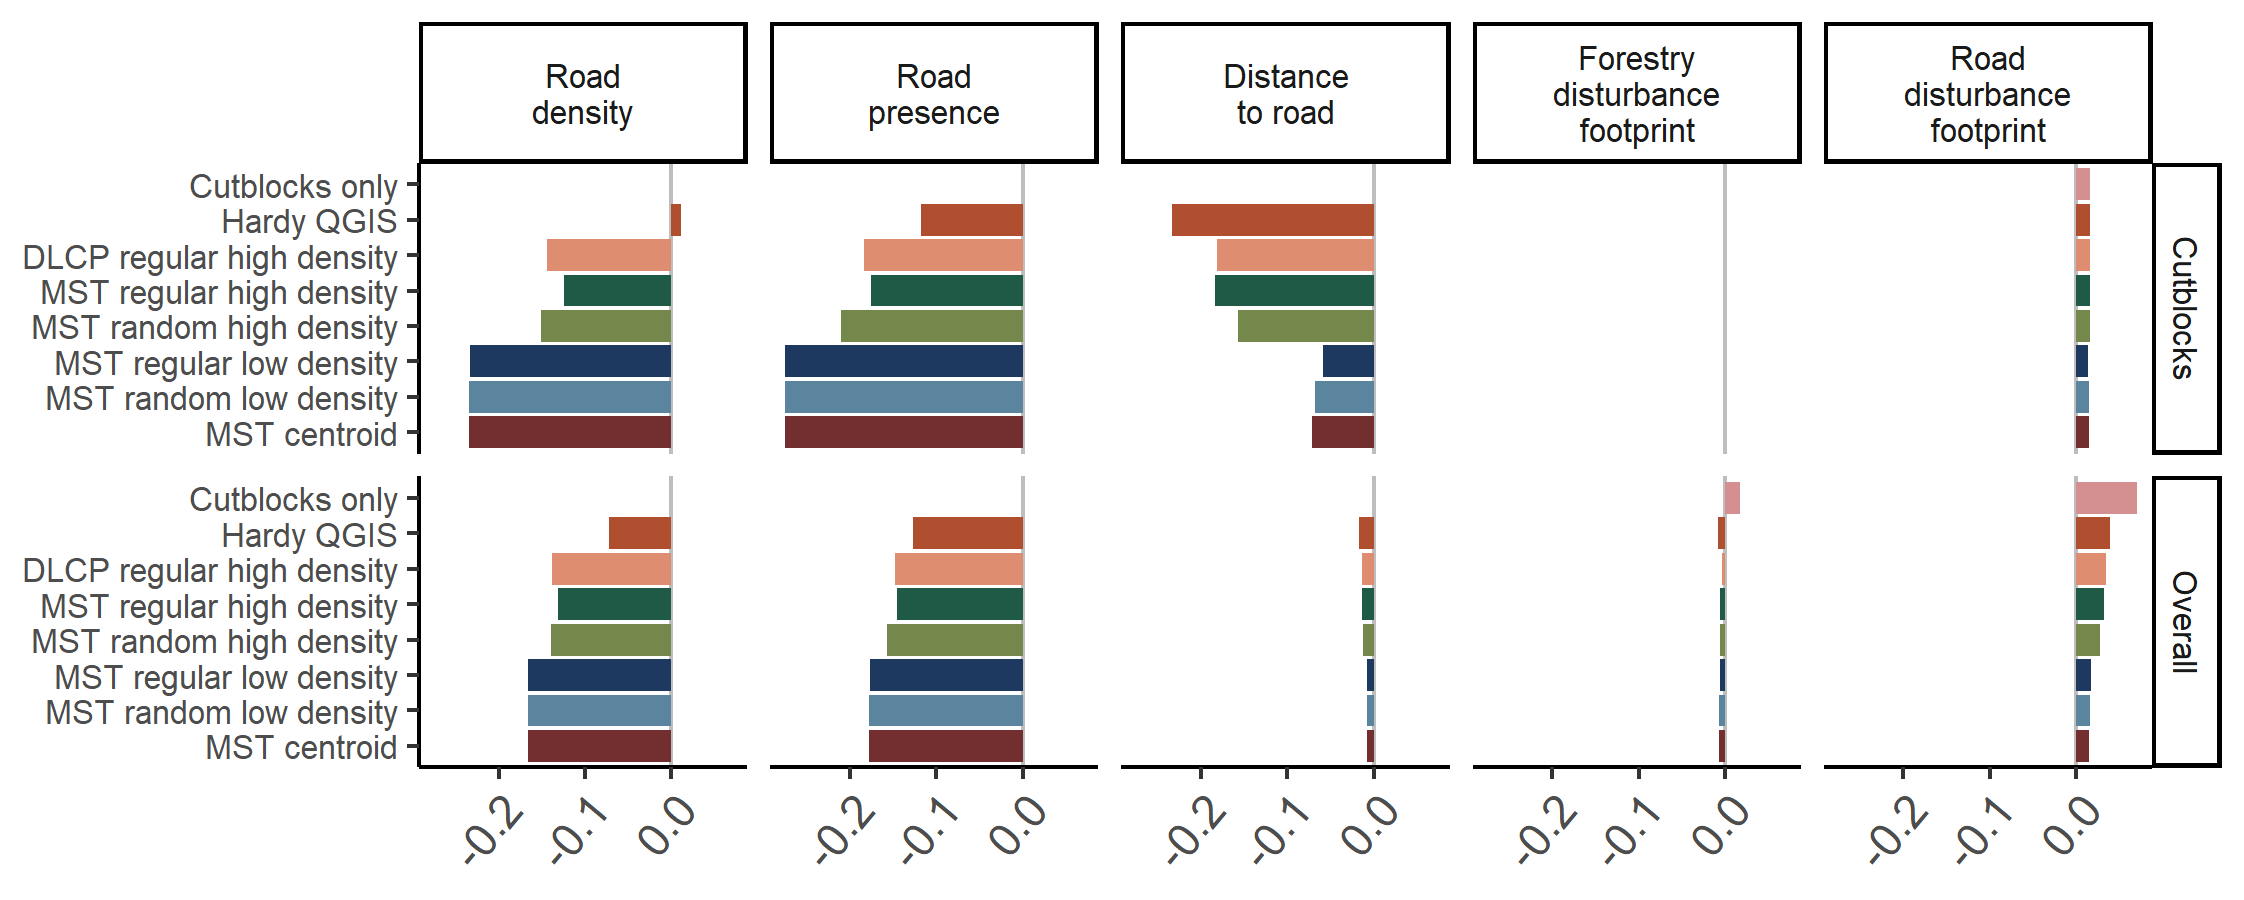 Road
density
Road
presence
Distance
to road
Forestry
disturbance
footprint
Road
disturbance
footprint
Cutblocks only
Hardy QGIS
DLCP regular high density
MST regular high density
MST random high density
MST regular low density
MST random low density
MST centroid
Cutblocks
Cutblocks only
Hardy QGIS
DLCP regular high density
MST regular high density
MST random high density
MST regular low density
MST random low density
MST centroid
Overall
-0.2 -0.1 0.0
-0.2 -0.1 0.0
-0.2 -0.1 0.0
-0.2 -0.1 0.0
-0.2 -0.1 0.0